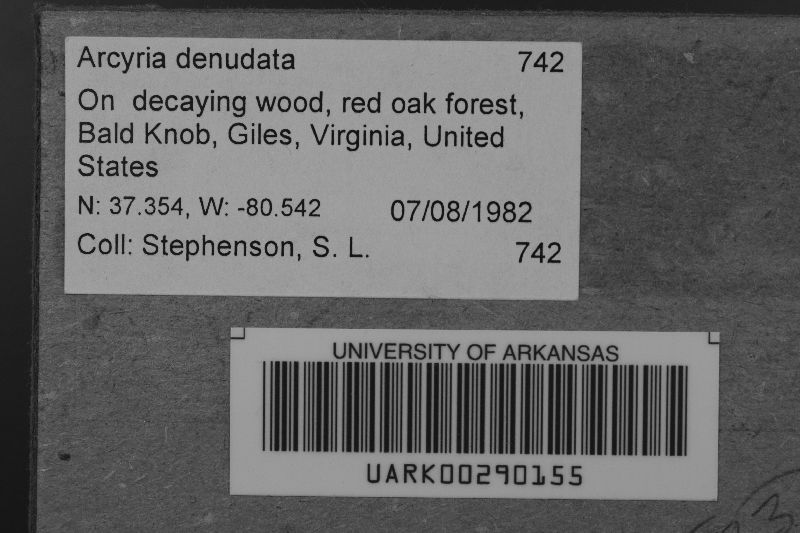 Arcyria denudata 742
On decaying wood, red oak forest,
Bald Knob, Giles, Virginia, United
States
N: 37.354, W: -80.542 07/08/1982
Coll: Stephenson, S. L. 742
UNIVERSITY OF ARKANSAS
UARK00290155